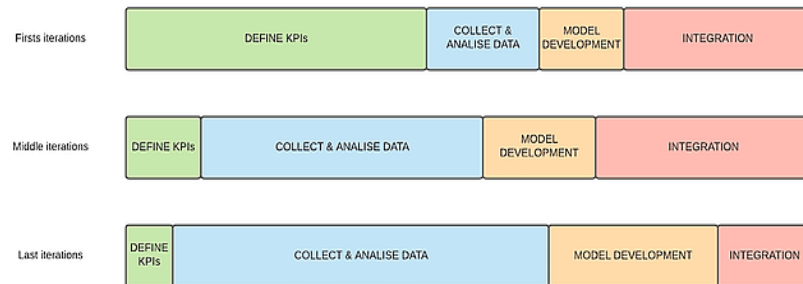 Firsts iterations
DEFINE KPIs
COLLECT &
ANALISE DATA
MODEL
DEVELOPMENT
INTEGRATION
Middle iterations
DEFINE KPIs
COLLECT & ANALISE DATA
MODEL
DEVELOPMENT
INTEGRATION
Last iterations
DEFINE
KPIs
COLLECT & ANALISE DATA
MODEL DEVELOPMENT
INTEGRATION